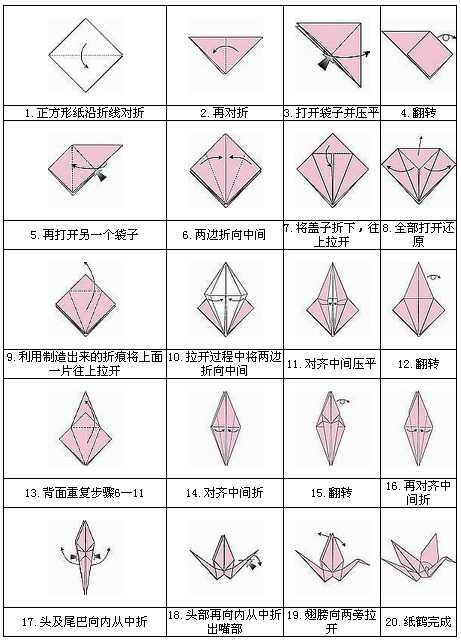 1. 正方形纸沿折线对折
2. 再对折
3. 打开袋子并压平
4. 翻转
5. 再打开另一个袋子
6. 两边折向中间
7. 将盖子折下，往
上拉开
8. 全部打开还
原
9. 利用制造出来的折痕将上面
一片往上拉开
10. 拉开过程中将两边
折向中间
11. 对齐中间压平
12. 翻转
13. 背面重复步骤6—11
14. 对齐中间折
15. 翻转
16. 再对齐中
间折
17. 头及尾巴向内从中折
18. 头部再向内从中折
出嘴部
19. 翅膀向两旁拉
开
20. 纸鹤完成